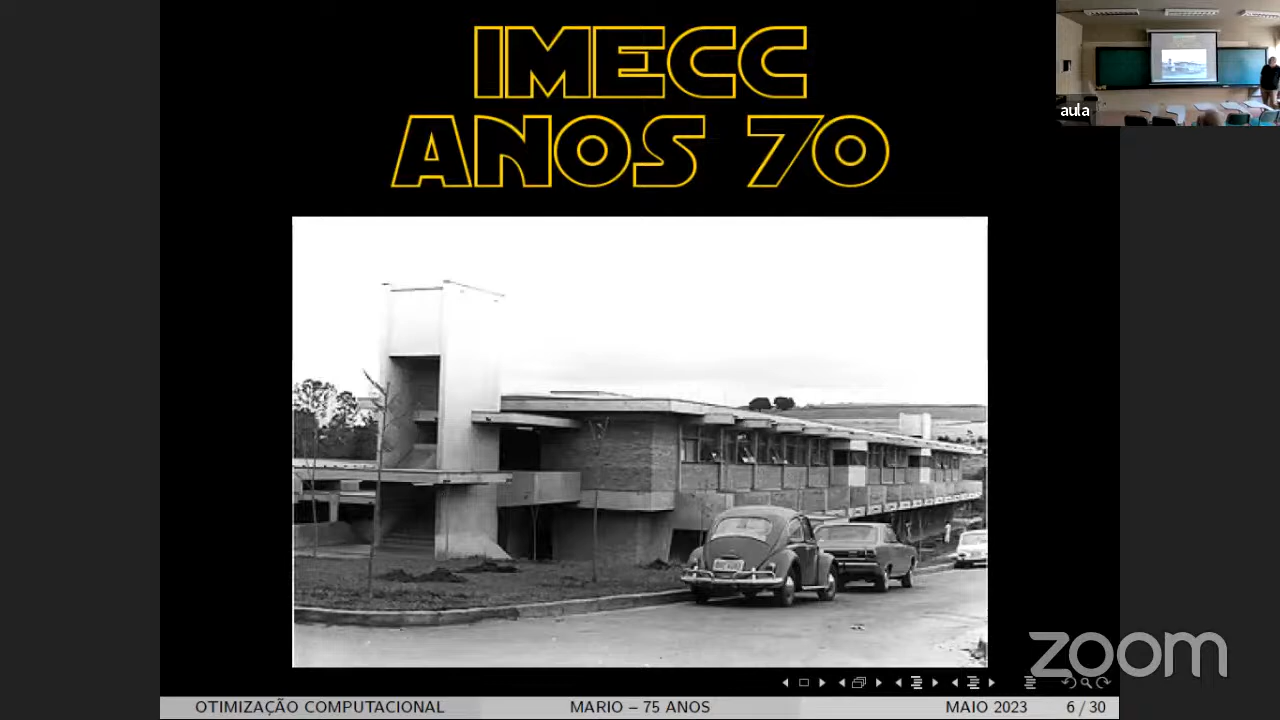 IMECC
ANOS 70
aula
zoom
OTIMIZAÇÃO COMPUTACIONAL MARIO – 75 ANOS MAIO 2023 6 / 30